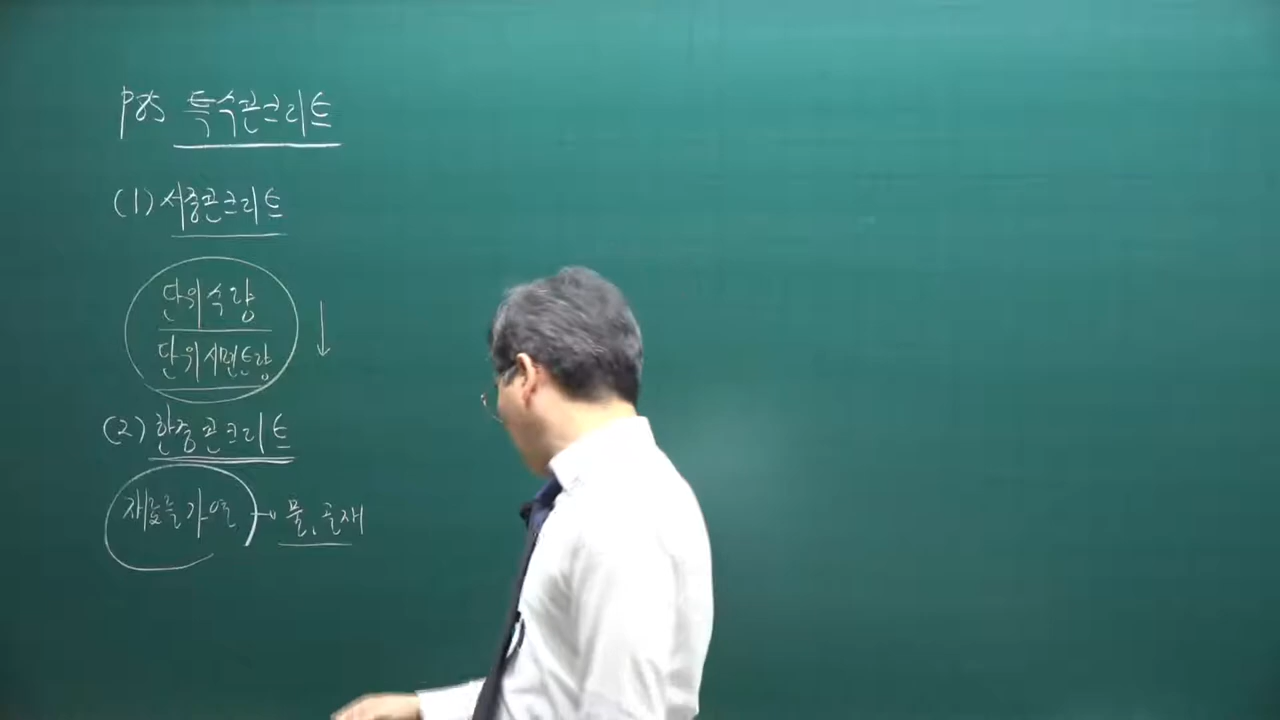 P85 특수콘크리트
(1) 서중콘크리트
단위수량
단위시멘트량 ↓
(2) 한중콘크리트
재료를 가열 → 물, 골재